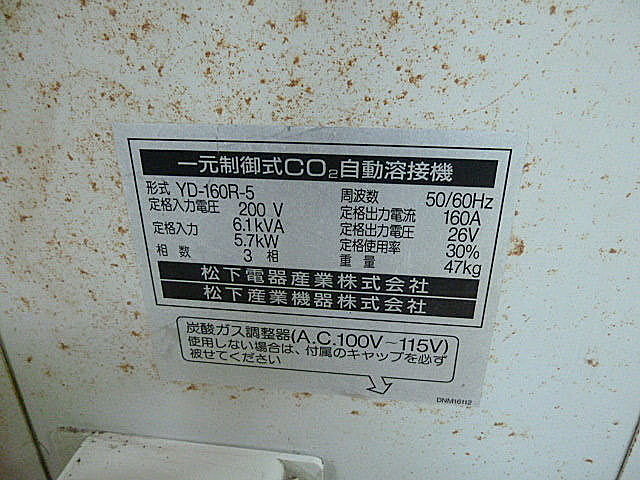 一元制御式CO₂自動溶接機
形式 YD-160R-5
定格入力電圧 200 V
定格入力 6.1kVA
5.7kW
相数 3 相
周波数 50/60Hz
定格出力電流 160A
定格出力電圧 26V
定格使用率 30%
重量 47kg
松下電器産業株式会社
松下産業機器株式会社
炭酸ガス調整器(A.C.100V～115V)
使用しない場合は、付属のキャップを必ず
被せてください
DNM16112